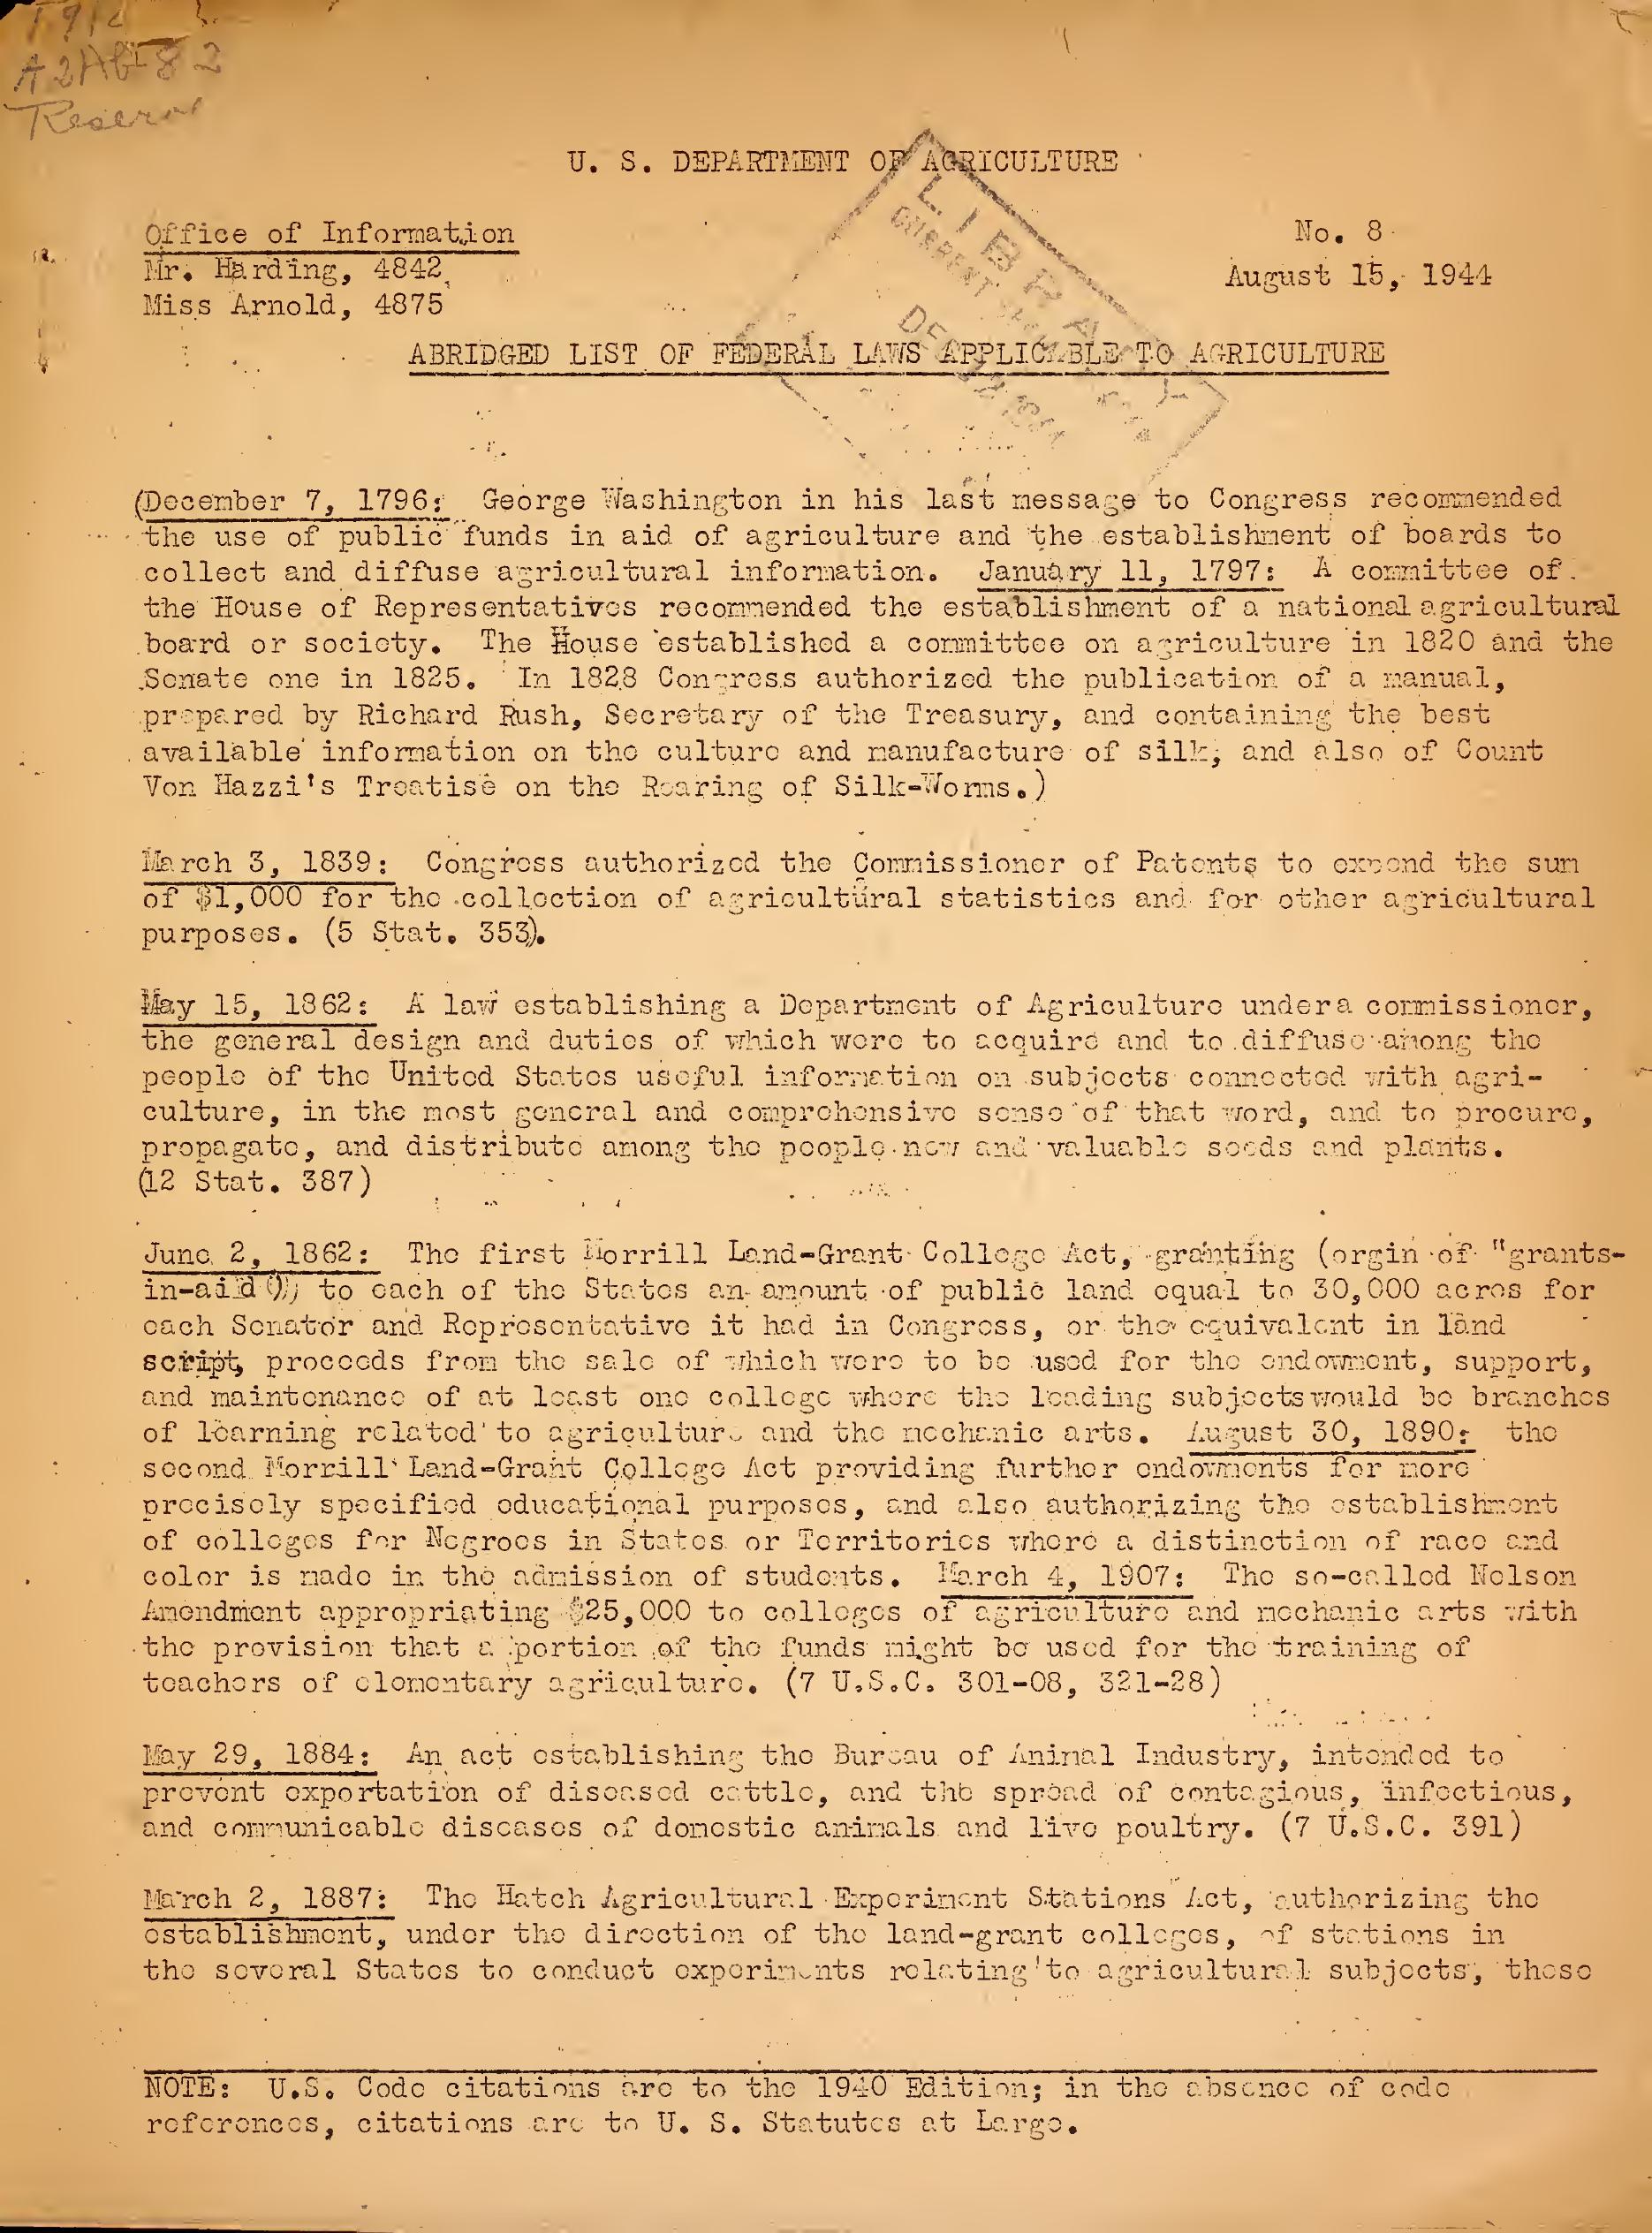 Reserve
U. S. DEPARTMENT OF AGRICULTURE
LIBRARY
Office of Information
No. 8
Mr. Harding, 4842
August 15, 1944
Miss Arnold, 4875
ABRIDGED LIST OF FEDERAL LAWS APPLICABLE TO AGRICULTURE
(December 7, 1796: George Washington in his last message to Congress recommended
the use of public funds in aid of agriculture and the establishment of boards to
collect and diffuse agricultural information. January 11, 1797: A committee of
the House of Representatives recommended the establishment of a national agricultural
board or society. The House established a committee on agriculture in 1820 and the
Senate one in 1825. In 1828 Congress authorized the publication of a manual,
prepared by Richard Rush, Secretary of the Treasury, and containing the best
available information on the culture and manufacture of silk, and also of Count
Von Hazzi's Treatise on the Rearing of Silk-Worms.)
March 3, 1839: Congress authorized the Commissioner of Patents to expend the sum
of $1,000 for the collection of agricultural statistics and for other agricultural
purposes. (5 Stat. 353).
May 15, 1862: A law establishing a Department of Agriculture under a commissioner,
the general design and duties of which were to acquire and to diffuse among the
people of the United States useful information on subjects connected with agri-
culture, in the most general and comprehensive sense of that word, and to procure,
propagate, and distribute among the people new and valuable seeds and plants.
(12 Stat. 387)
June 2, 1862: The first Morrill Land-Grant College Act, granting (orgin of "grants-
in-aid") to each of the States an amount of public land equal to 30,000 acres for
each Senator and Representative it had in Congress, or the equivalent in land
script, proceeds from the sale of which were to be used for the endowment, support,
and maintenance of at least one college where the leading subjects would be branches
of learning related to agriculture and the mechanic arts. August 30, 1890: the
second Morrill Land-Grant College Act providing further endowments for more
precisely specified educational purposes, and also authorizing the establishment
of colleges for Negroes in States or Territories where a distinction of race and
color is made in the admission of students. March 4, 1907: The so-called Nelson
Amendment appropriating $25,000 to colleges of agriculture and mechanic arts with
the provision that a portion of the funds might be used for the training of
teachers of elementary agriculture. (7 U.S.C. 301-08, 321-28)
May 29, 1884: An act establishing the Bureau of Animal Industry, intended to
prevent exportation of diseased cattle, and the spread of contagious, infectious,
and communicable diseases of domestic animals and live poultry. (7 U.S.C. 391)
March 2, 1887: The Hatch Agricultural Experiment Stations Act, authorizing the
establishment, under the direction of the land-grant colleges, of stations in
the several States to conduct experiments relating to agricultural subjects, these
NOTE: U.S. Code citations are to the 1940 Edition; in the absence of code
references, citations are to U. S. Statutes at Large.